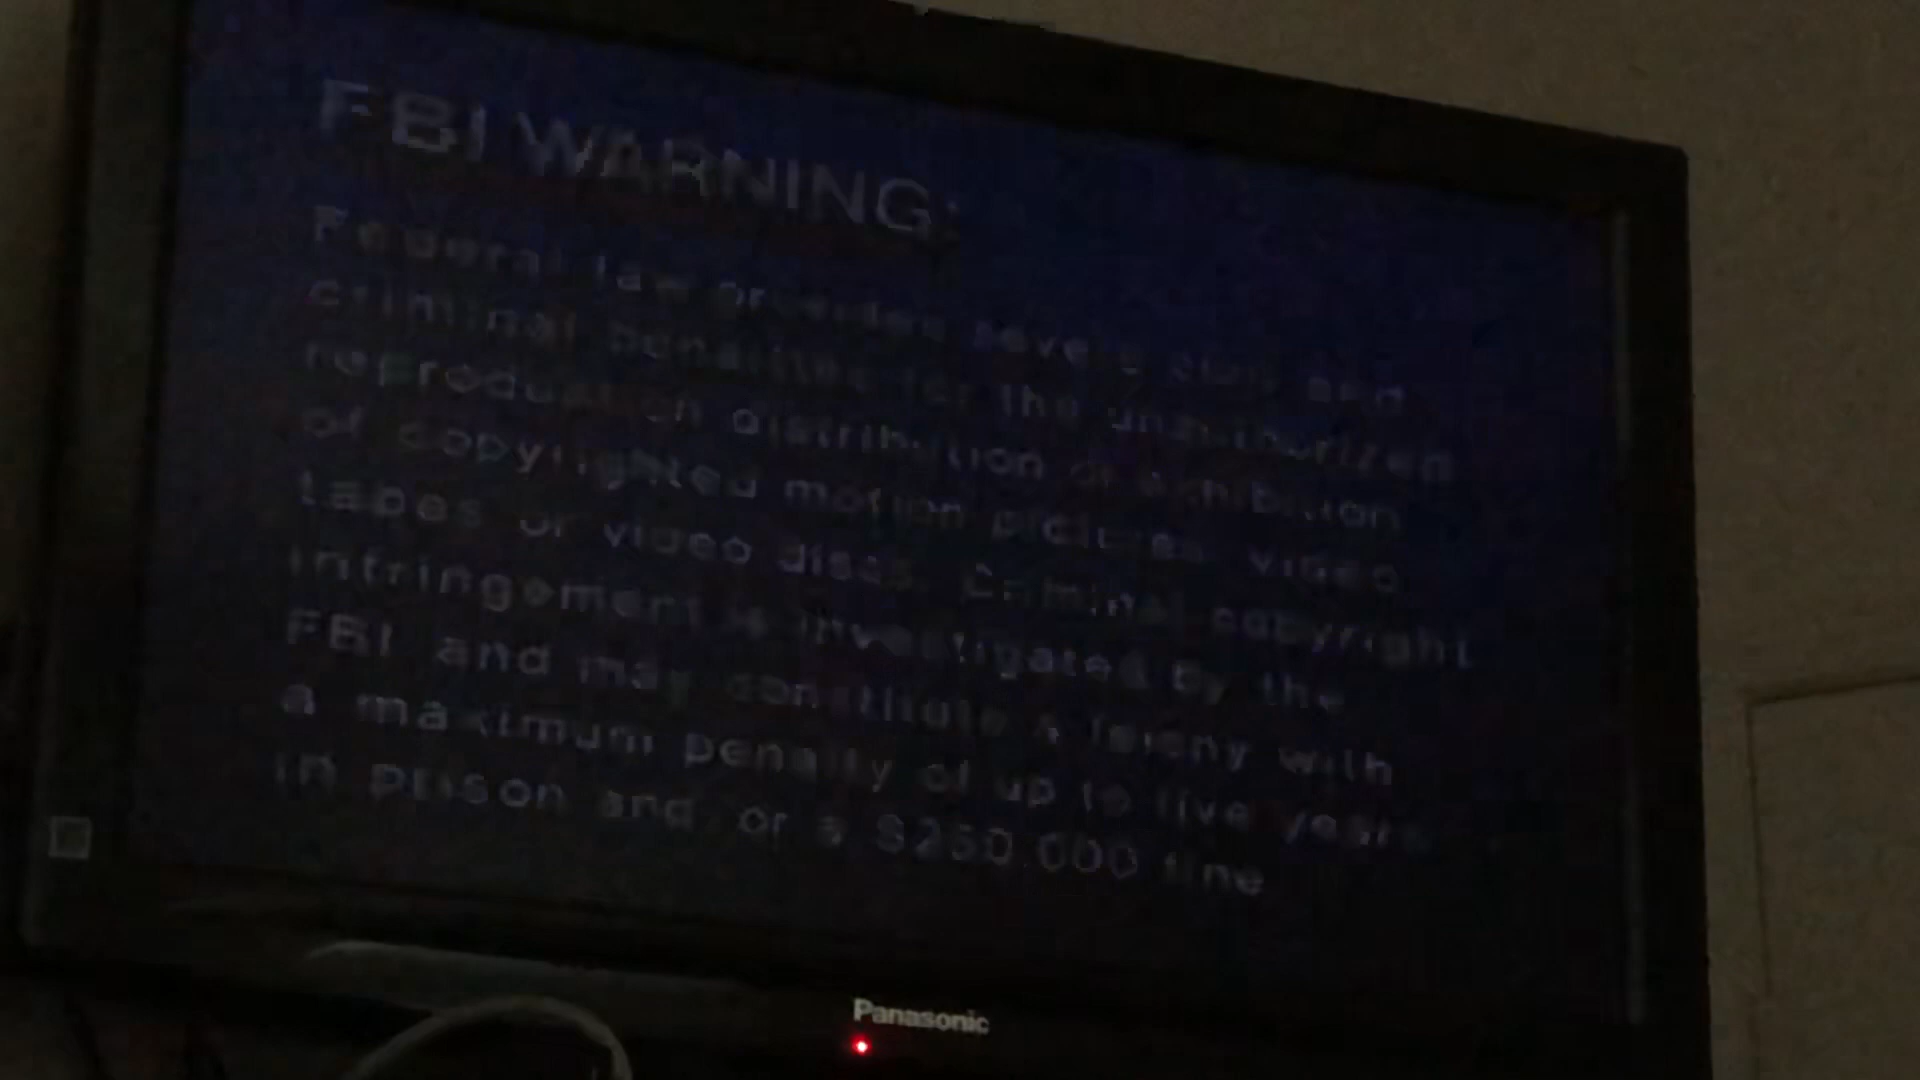 FBI WARNING:
Federal law provides severe civil and
criminal penalties for the unauthorized
reproduction distribution or exhibition
of copyrighted motion pictures video
tapes or video discs. Criminal copyright
infringement is investigated by the
FBI and may constitute a felony with
a maximum penalty of up to five years
in prison and or a $250.000 fine
Panasonic